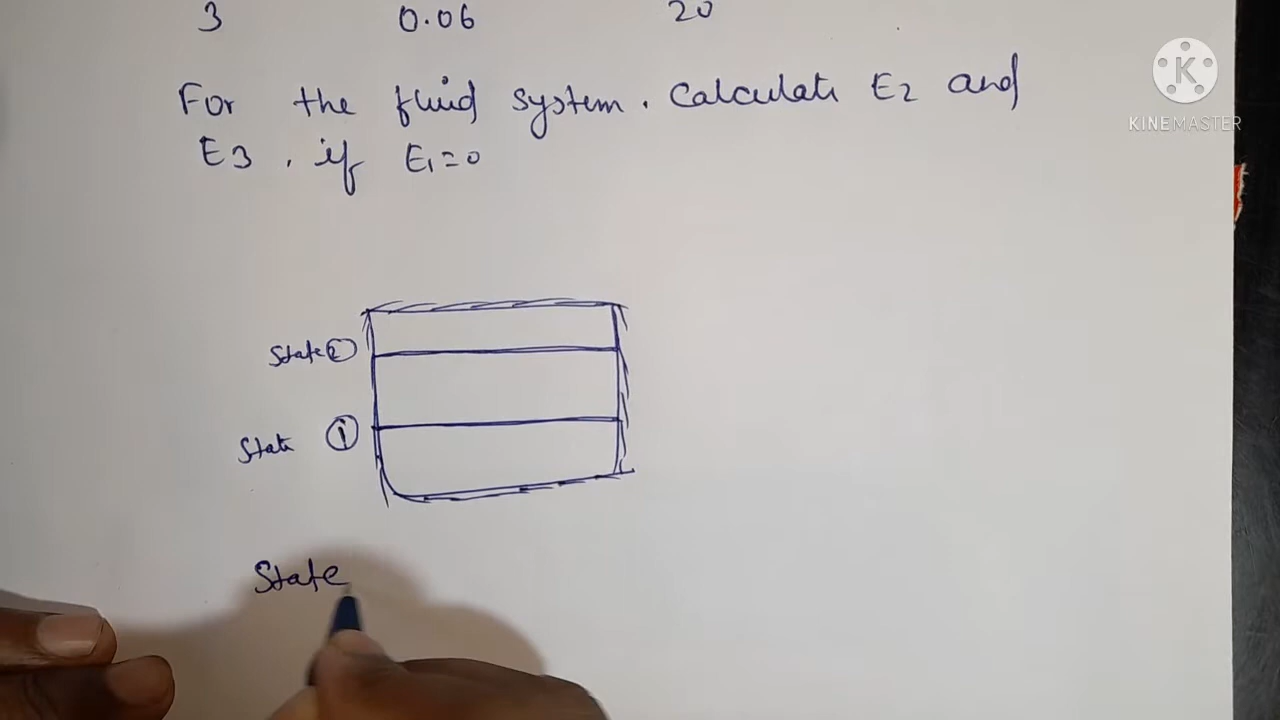 3 0.06 20
For the fluid system. Calculate E2 and
E3, if E1=0
K
KINEMASTER
State 2
State 1
State